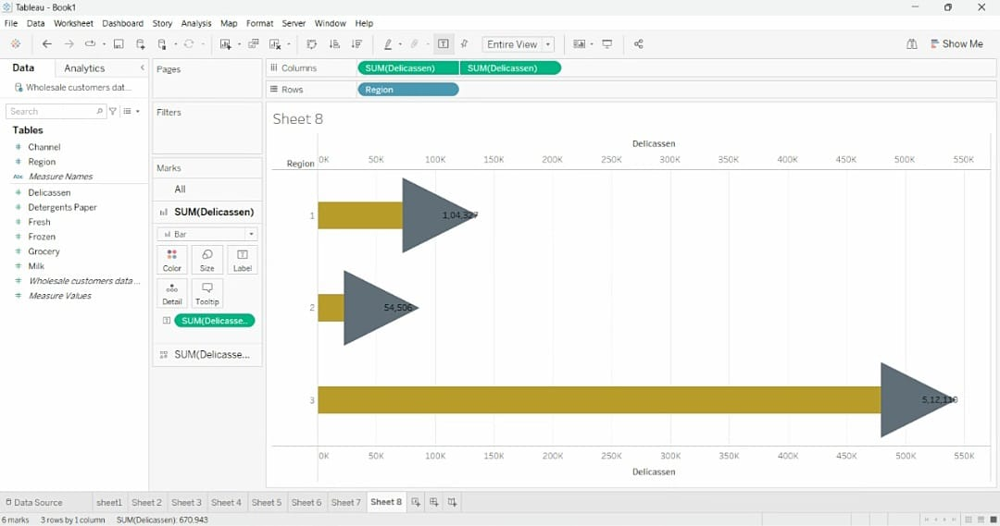 Tableau - Book1
File Data Worksheet Dashboard Story Analysis Map Format Server Window Help
Entire View
Show Me
Data Analytics
Wholesale customers dat...
Search
Tables
Channel
Region
Abc Measure Names
Delicassen
Detergents Paper
Fresh
Frozen
Grocery
Milk
Wholesale customers data ...
Measure Values
Pages
Filters
Marks
All
SUM(Delicassen)
Bar
Color Size Label
Detail Tooltip
SUM(Delicasse..
SUM(Delicasse...
Columns SUM(Delicassen) SUM(Delicassen)
Rows Region
Sheet 8
Delicassen
Region 0K 50K 100K 150K 200K 250K 300K 350K 400K 450K 500K 550K
1 1,04,327
2 54,506
3 5,12,110
0K 50K 100K 150K 200K 250K 300K 350K 400K 450K 500K 550K
Delicassen
Data Source sheet1 Sheet 2 Sheet 3 Sheet 4 Sheet 5 Sheet 6 Sheet 7 Sheet 8
6 marks 3 rows by 1 column SUM(Delicassen): 670,943